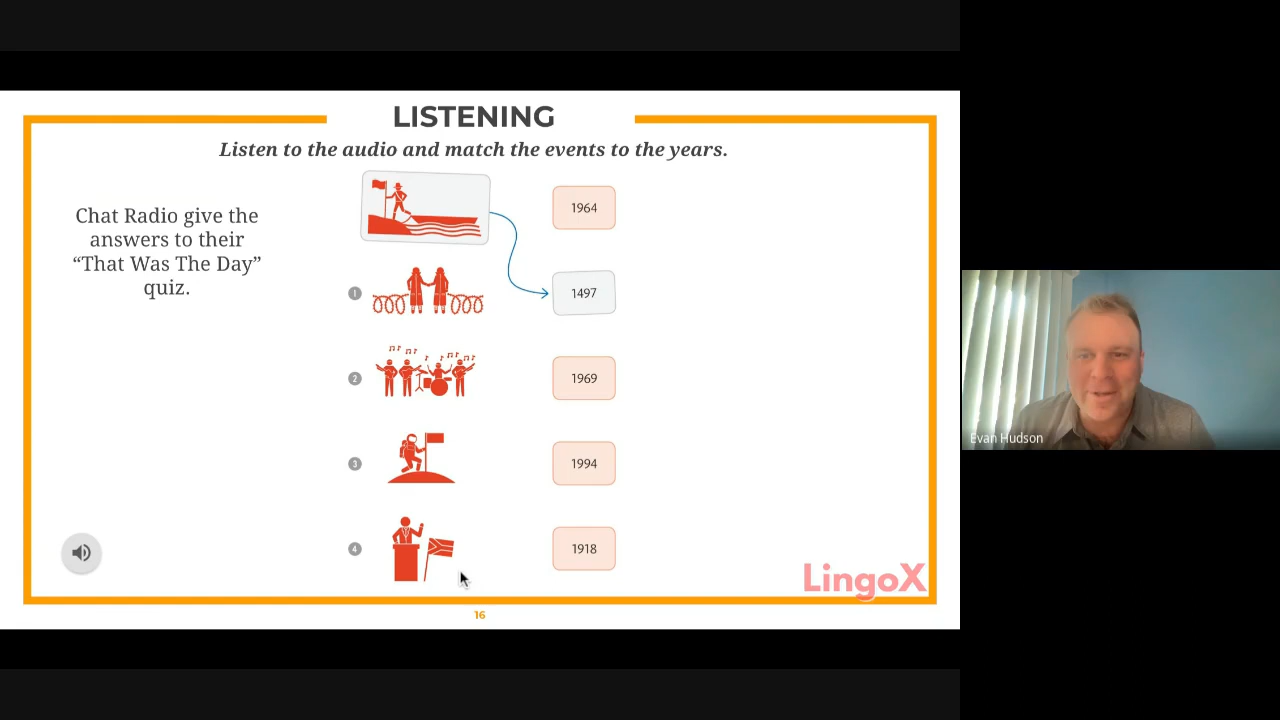 LISTENING
Listen to the audio and match the events to the years.
Chat Radio give the
answers to their
“That Was The Day”
quiz.
1964
1
1497
2
1969
3
1994
4
1918
LingoX
16
Evan Hudson